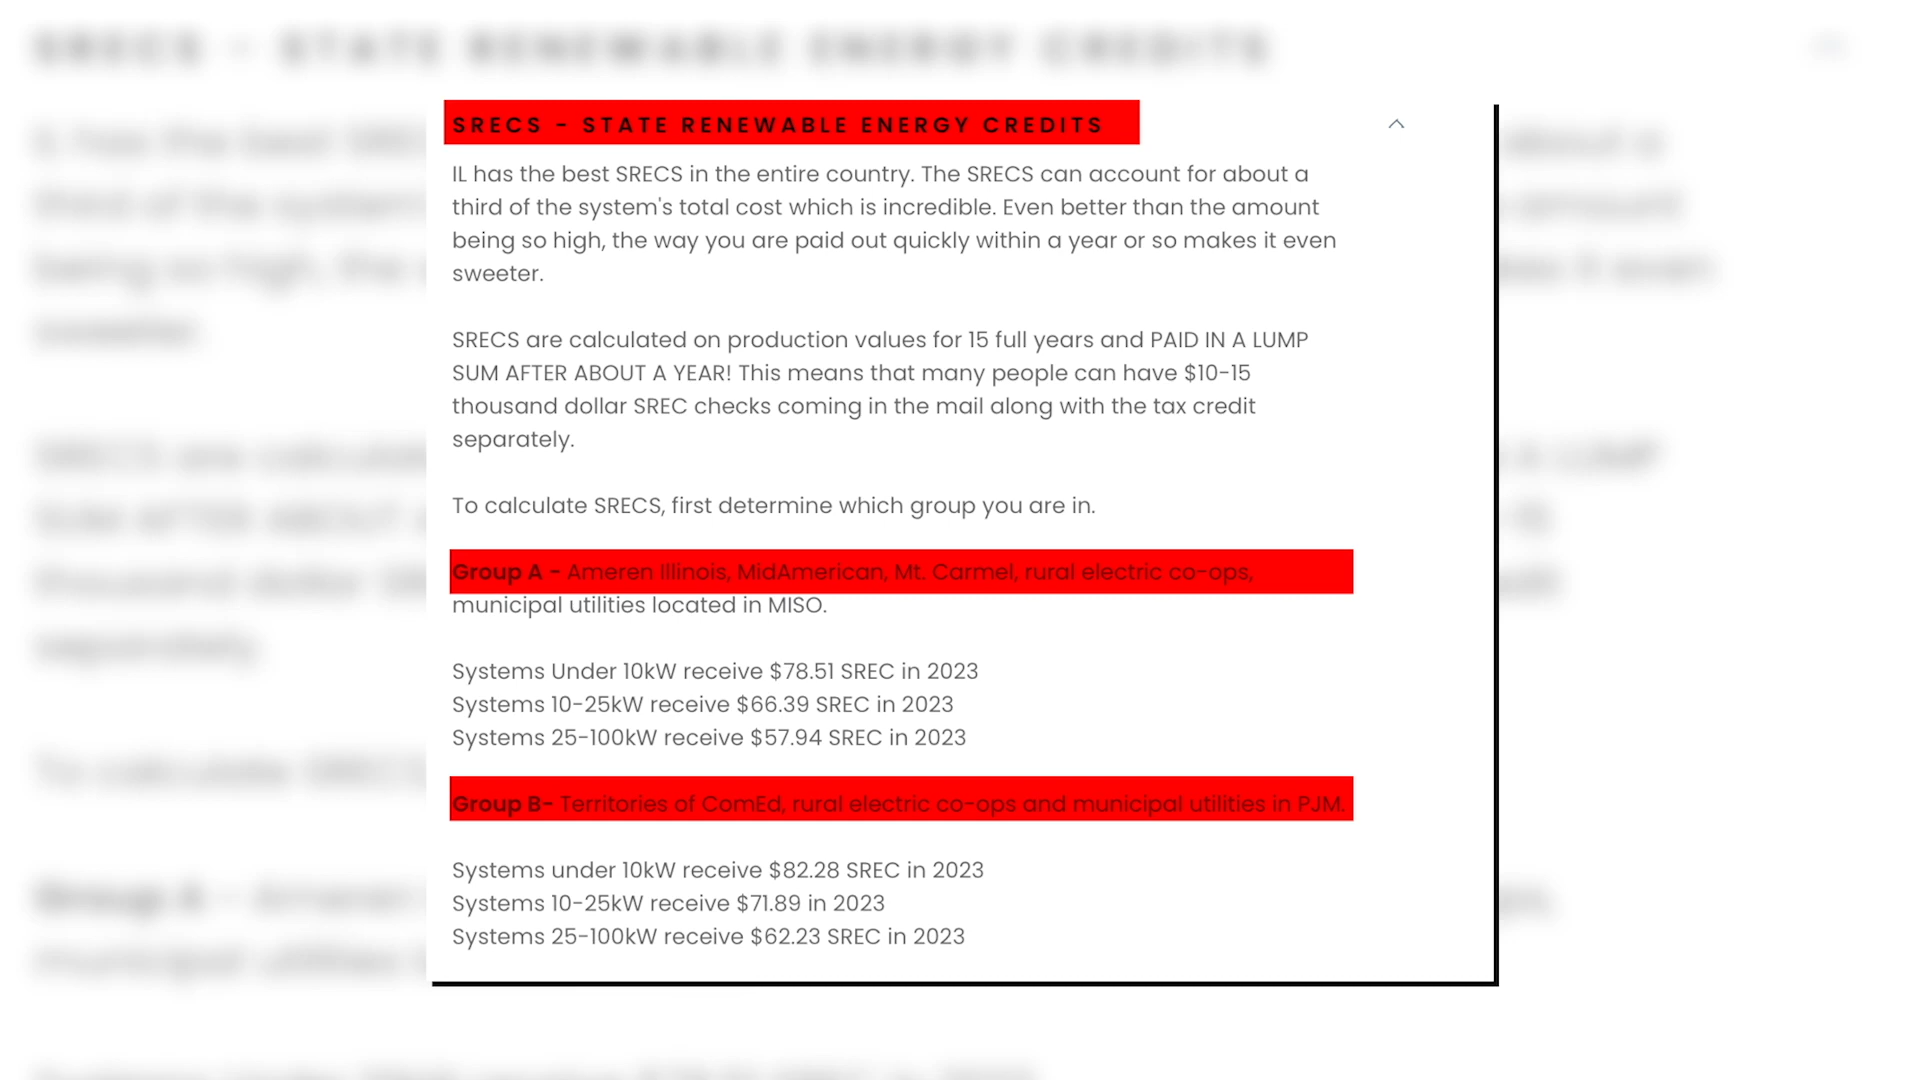 SRECS - STATE RENEWABLE ENERGY CREDITS
IL has the best SRECS in the entire country. The SRECS can account for about a
third of the system's total cost which is incredible. Even better than the amount
being so high, the way you are paid out quickly within a year or so makes it even
sweeter.
SRECS are calculated on production values for 15 full years and PAID IN A LUMP
SUM AFTER ABOUT A YEAR! This means that many people can have $10-15
thousand dollar SREC checks coming in the mail along with the tax credit
separately.
To calculate SRECS, first determine which group you are in.
Group A - Ameren Illinois, MidAmerican, Mt. Carmel, rural electric co-ops,
municipal utilities located in MISO.
Systems Under 10kW receive $78.51 SREC in 2023
Systems 10-25kW receive $66.39 SREC in 2023
Systems 25-100kW receive $57.94 SREC in 2023
Group B- Territories of ComEd, rural electric co-ops and municipal utilities in PJM.
Systems under 10kW receive $82.28 SREC in 2023
Systems 10-25kW receive $71.89 in 2023
Systems 25-100kW receive $62.23 SREC in 2023